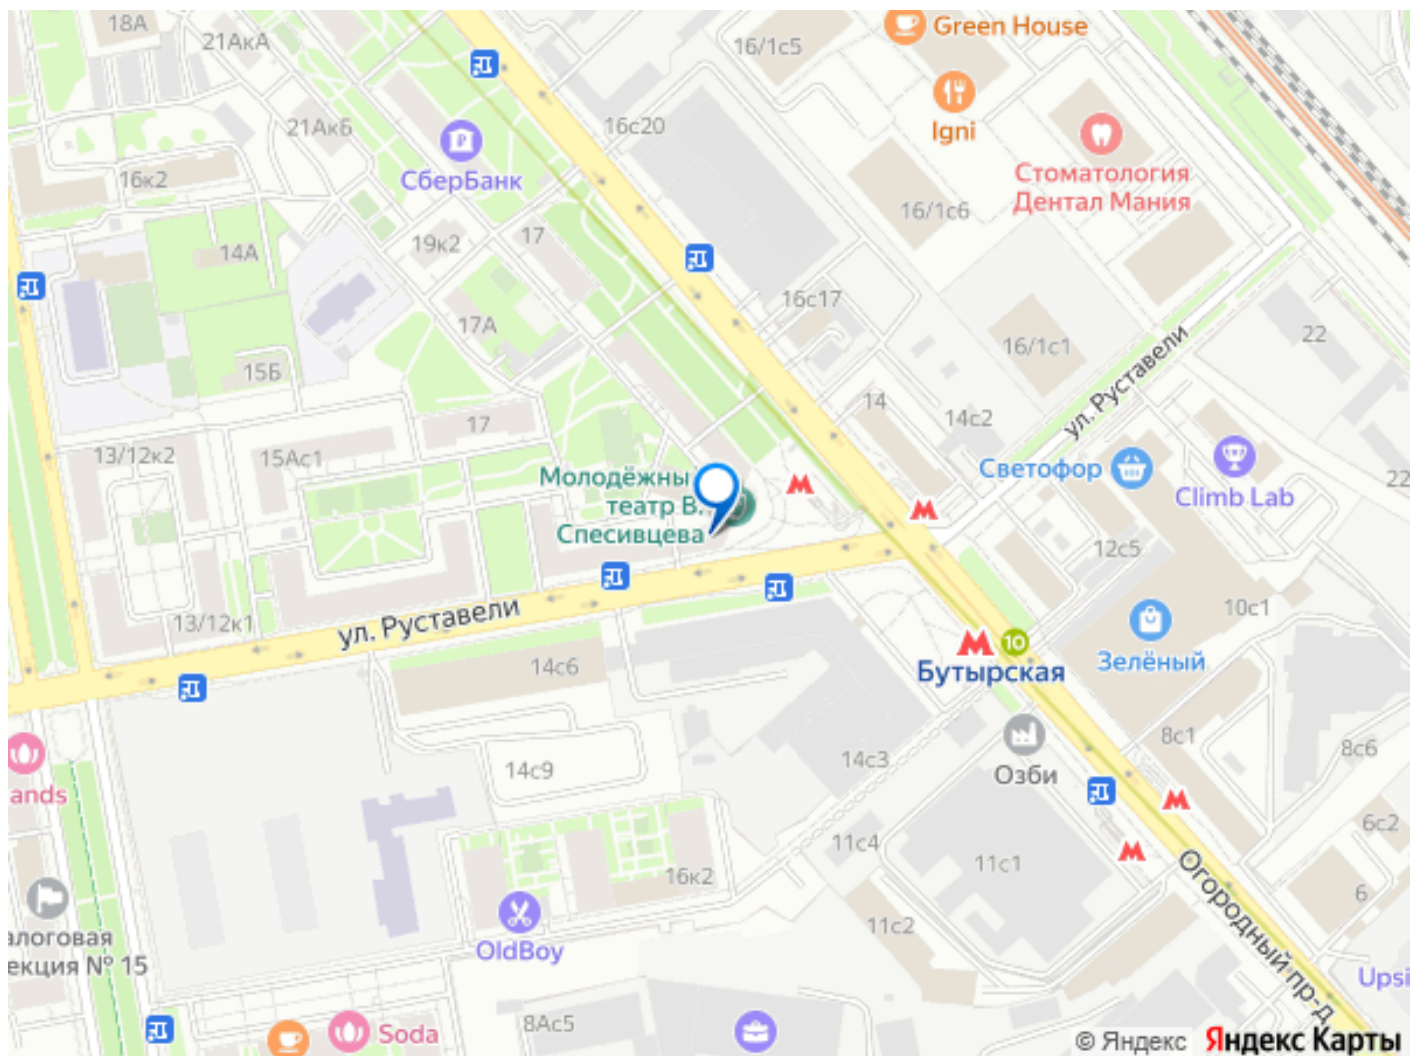 18А
21АкА
16/1с5
Green House
21АкБ
16с20
Igni
СберБанк
Стоматология
Дентал Мания
16к2
16/1с6
19к2
17
14А
16с17
17А
16/1с1
22
ул. Руставели
15Б
14
14с2
17
13/12к2
15Ас1
Молодёжны
театр В.
Спесивцева
Светофор
Climb Lab
22
12с5
10с1
13/12к1
ул. Руставели
14с6
10
Бутырская
Зелёный
8с1
8с6
14с3
14с9
Озби
ands
6с2
11с4
11с1
16к2
6
Огородный пр-д
11с2
алоговая
екция № 15
OldBoy
Upsi
8Ас5
Soda
© Яндекс Яндекс Карты